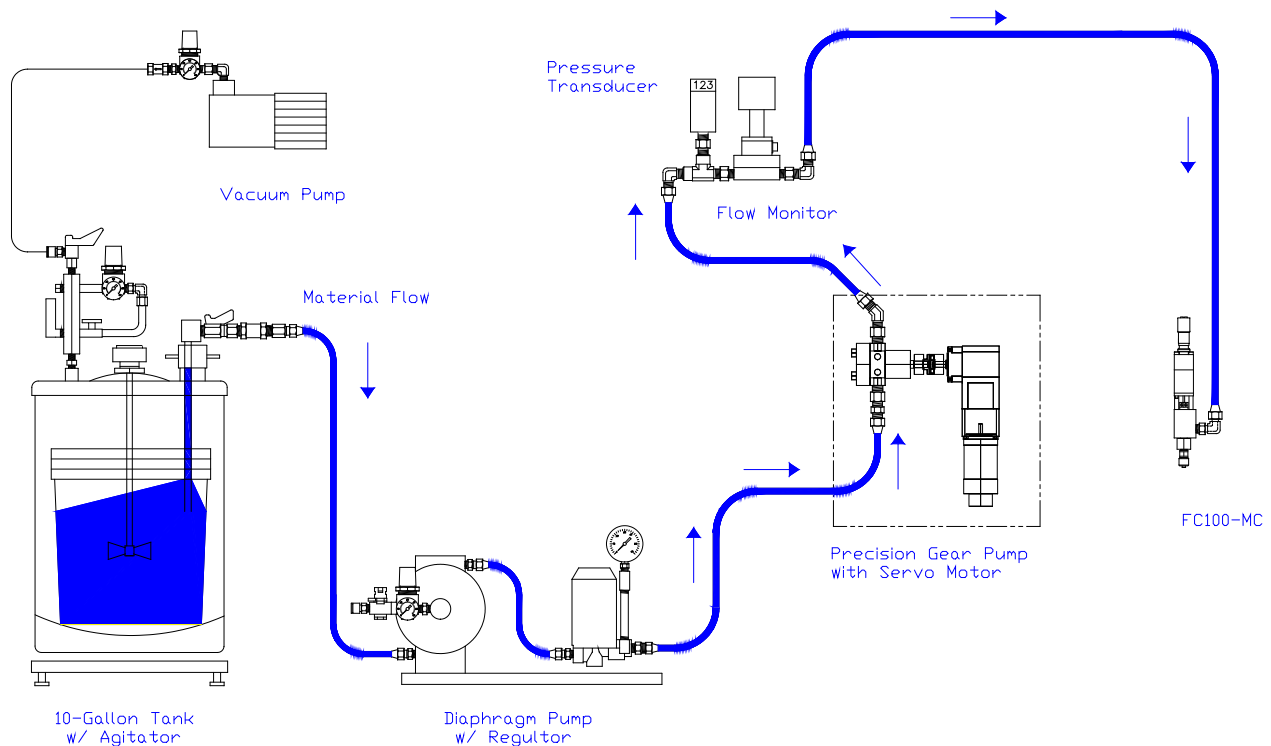 Pressure
Transducer
123
Vacuum Pump
Flow Monitor
Material Flow
FC100-MC
Precision Gear Pump
with Servo Motor
10-Gallon Tank
w/ Agitator
Diaphragm Pump
w/ Regultor